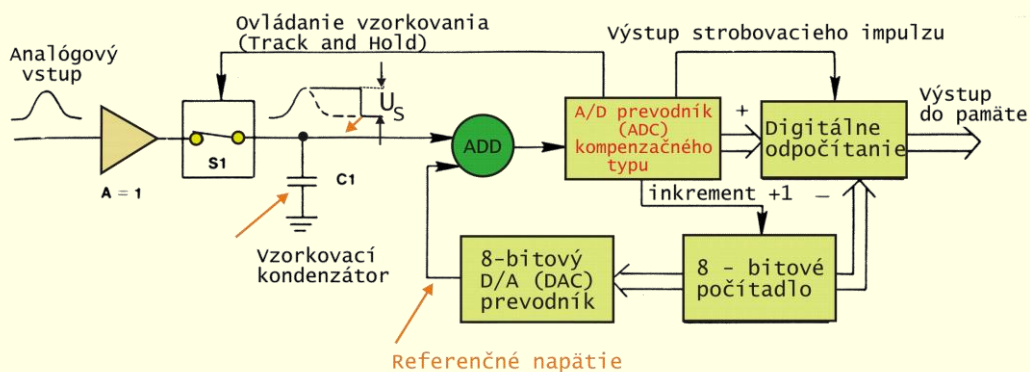 Ovládanie vzorkovania
(Track and Hold)
Výstup strobovacieho impulzu
Analógový
vstup
U_S
Výstup
do pamäte
A/D prevodník
(ADC)
kompenzačného
typu
+
Digitálne
odpočítanie
ADD
S1
A = 1
C1
inkrement +1
–
Vzorkovací
kondenzátor
8-bitový
D/A (DAC)
prevodník
8 - bitové
počítadlo
Referenčné napätie